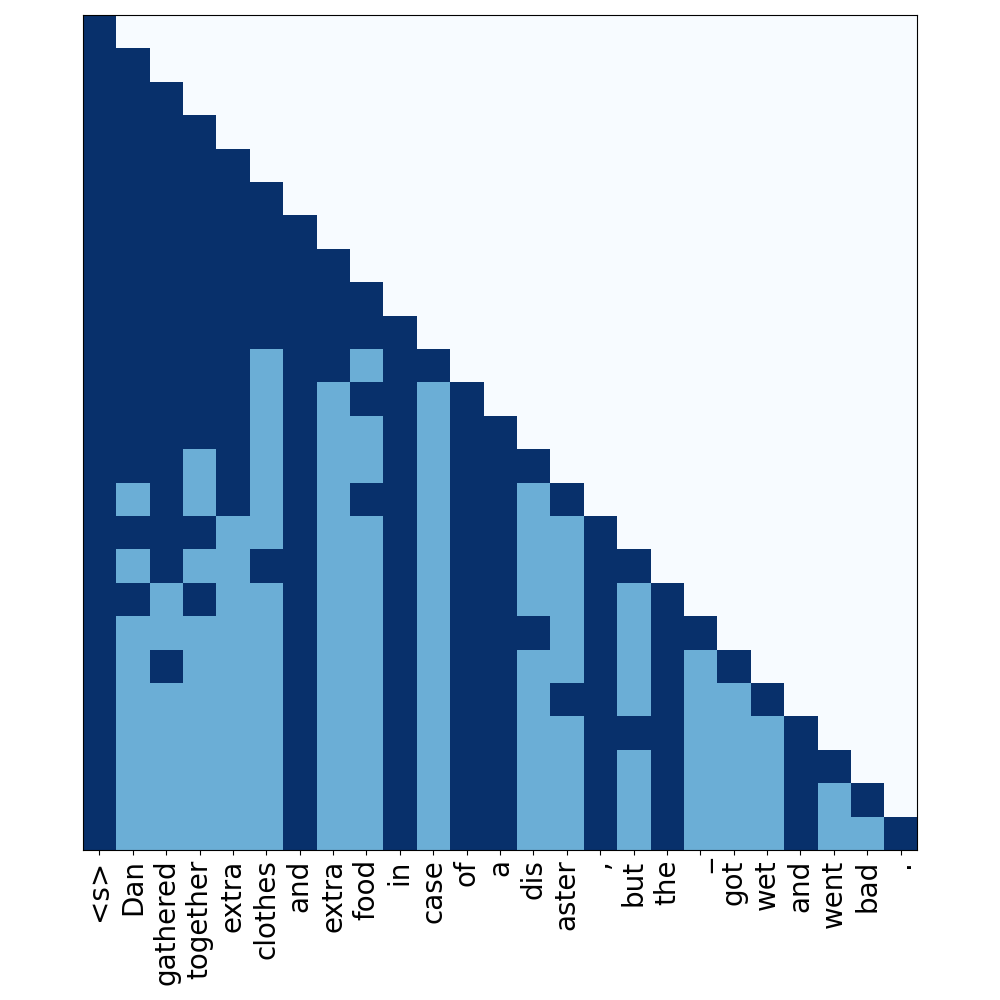 <s>
Dan
gathered
together
extra
clothes
and
extra
food
in
case
of
a
dis
aster
,
but
the
_
got
wet
and
went
bad
.